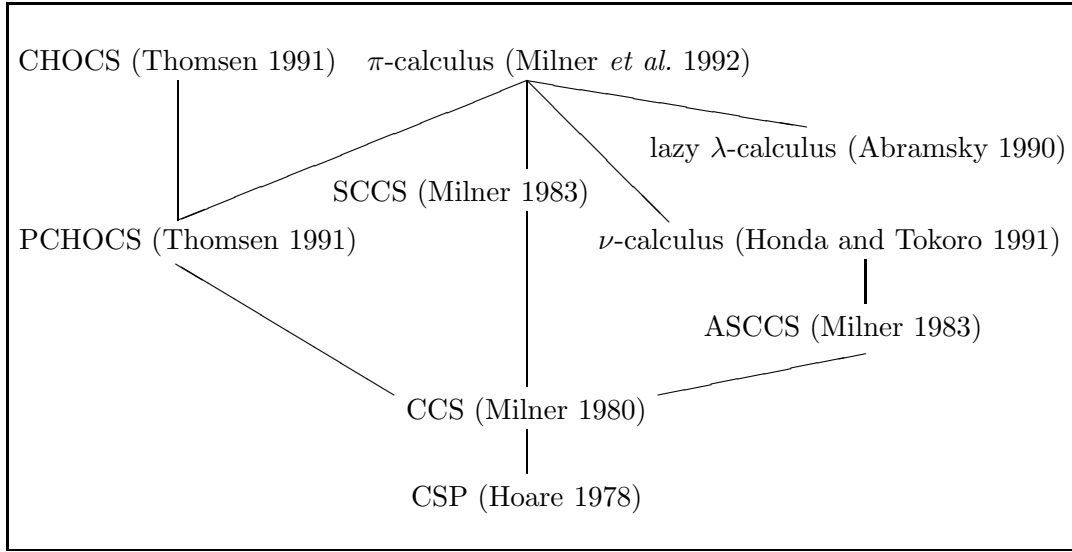 CHOCS (Thomsen 1991) π-calculus (Milner et al. 1992)
lazy λ-calculus (Abramsky 1990)
SCCS (Milner 1983)
PCHOCS (Thomsen 1991) ν-calculus (Honda and Tokoro 1991)
ASCCS (Milner 1983)
CCS (Milner 1980)
CSP (Hoare 1978)